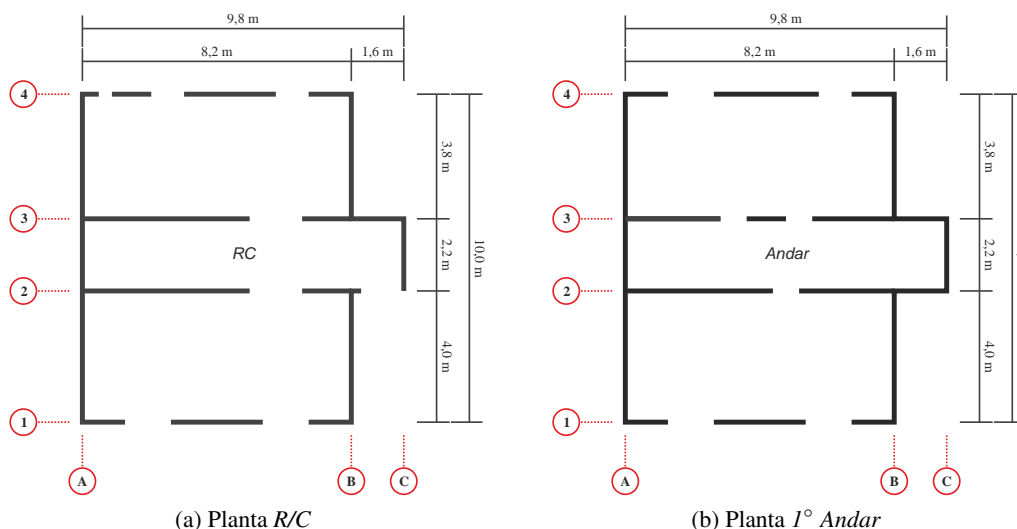 9,8 m
8,2 m
1,6 m
4
3,8 m
3
RC
2,2 m
10,0 m
2
4,0 m
1
A
B
C
(a) Planta R/C
9,8 m
8,2 m
1,6 m
4
3,8 m
3
Andar
2,2 m
2
4,0 m
1
A
B
C
(b) Planta 1° Andar